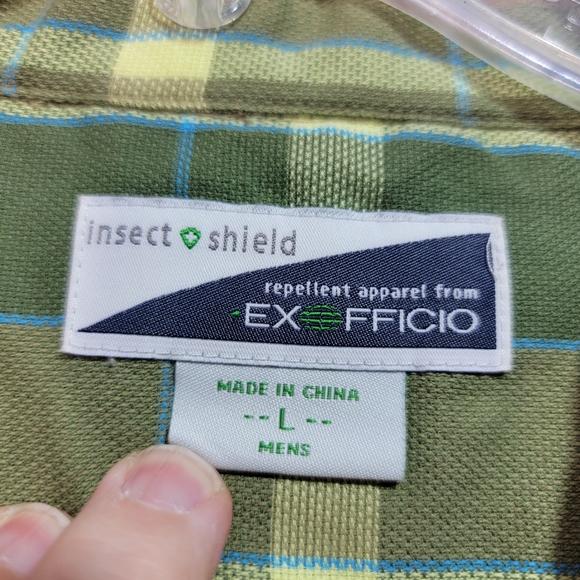 insect shield
repellent apparel from
EXOFFICIO
MADE IN CHINA
--L--
MENS